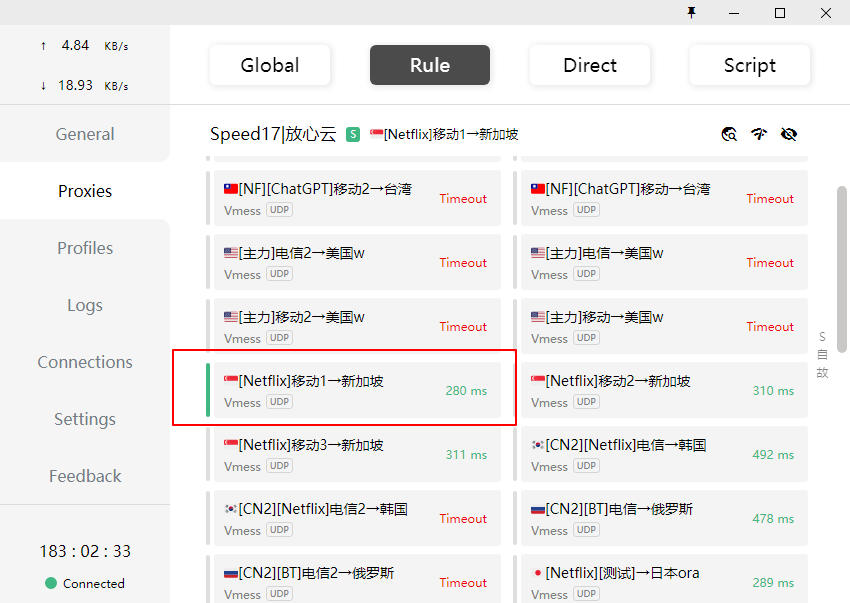 ↑ 4.84 KB/s
↓ 18.93 KB/s
General
Proxies
Profiles
Logs
Connections
Settings
Feedback
183 : 02 : 33
Connected
Global Rule Direct Script
Speed17|放心云 S [Netflix]移动1→新加坡
[NF][ChatGPT]移动2→台湾
Vmess UDP
Timeout
[NF][ChatGPT]移动→台湾
Vmess UDP
Timeout
[主力]电信2→美国w
Vmess UDP
Timeout
[主力]电信→美国w
Vmess UDP
Timeout
[主力]移动2→美国w
Vmess UDP
Timeout
[主力]移动→美国w
Vmess UDP
Timeout
[Netflix]移动1→新加坡
Vmess UDP
280 ms
[Netflix]移动2→新加坡
Vmess UDP
310 ms
[Netflix]移动3→新加坡
Vmess UDP
311 ms
[CN2][Netflix]电信→韩国
Vmess UDP
492 ms
[CN2][Netflix]电信2→韩国
Vmess UDP
Timeout
[CN2][BT]电信→俄罗斯
Vmess UDP
478 ms
[CN2][BT]电信2→俄罗斯
Vmess UDP
Timeout
[Netflix][测试]→日本ora
Vmess UDP
289 ms
S
自
故